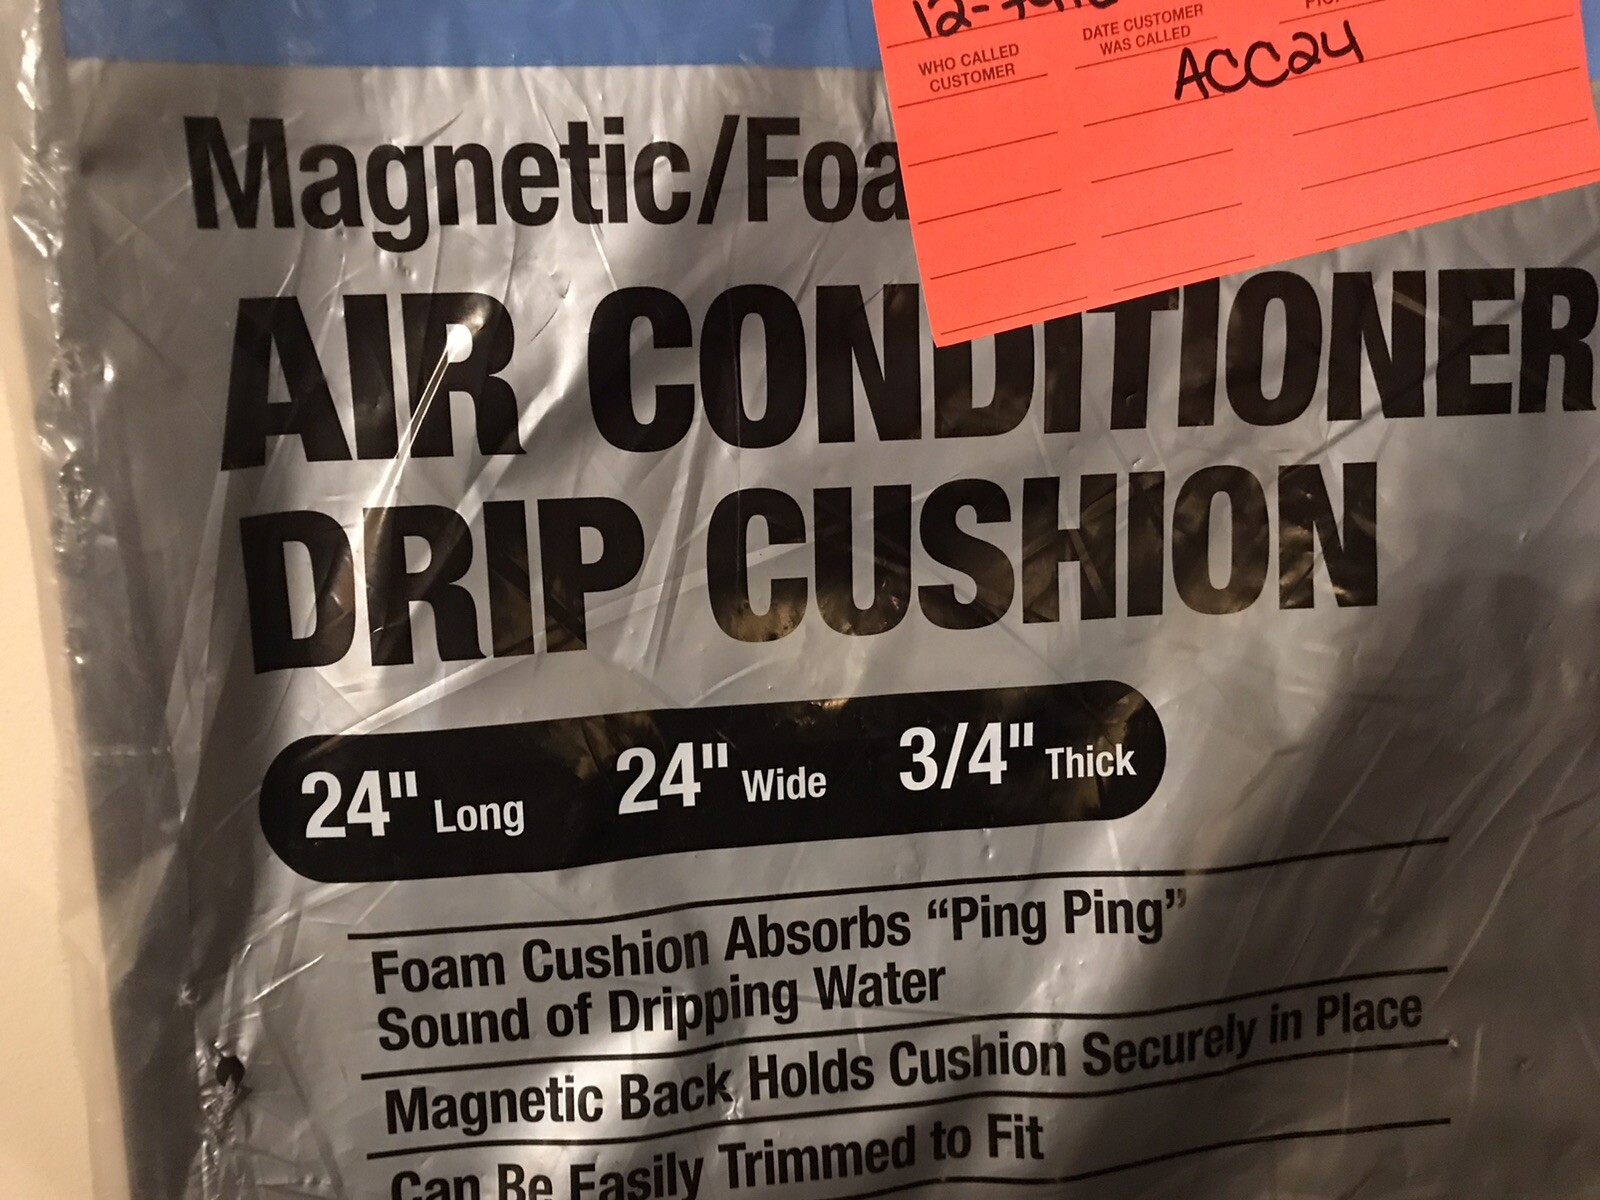 WHO CALLED
CUSTOMER
DATE CUSTOMER
WAS CALLED
ACC24
Magnetic/Foa
AIR CONDITIONER
DRIP CUSHION
24" Long 24" Wide 3/4" Thick
Foam Cushion Absorbs “Ping Ping”
Sound of Dripping Water
Magnetic Back Holds Cushion Securely in Place
Can Be Easily Trimmed to Fit